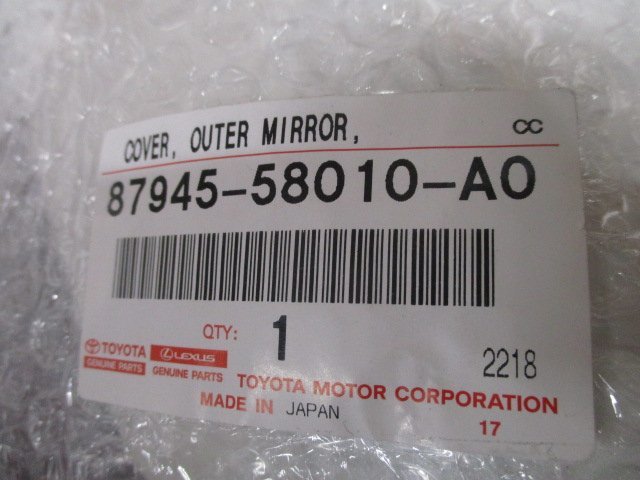 COVER, OUTER MIRROR, CC
87945-58010-A0
QTY: 1
TOYOTA LEXUS 2218
GENUINE PARTS GENUINE PARTS
TOYOTA MOTOR CORPORATION
MADE IN JAPAN 17